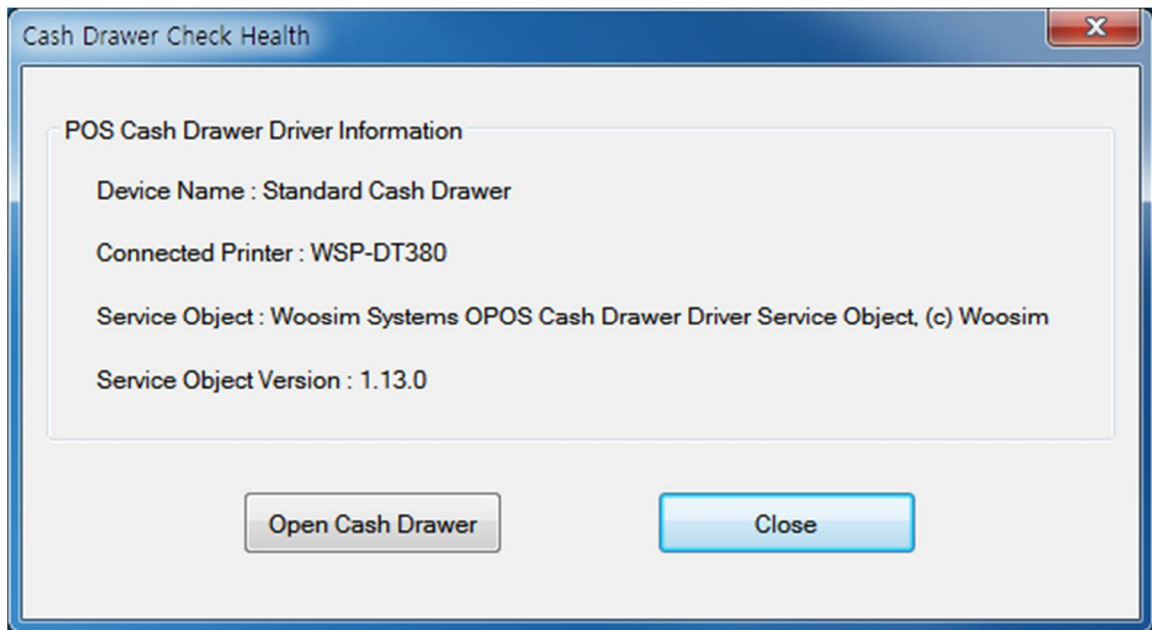 Cash Drawer Check Health
POS Cash Drawer Driver Information
Device Name : Standard Cash Drawer
Connected Printer : WSP-DT380
Service Object : Woosim Systems OPOS Cash Drawer Driver Service Object, (c) Woosim
Service Object Version : 1.13.0
Open Cash Drawer
Close